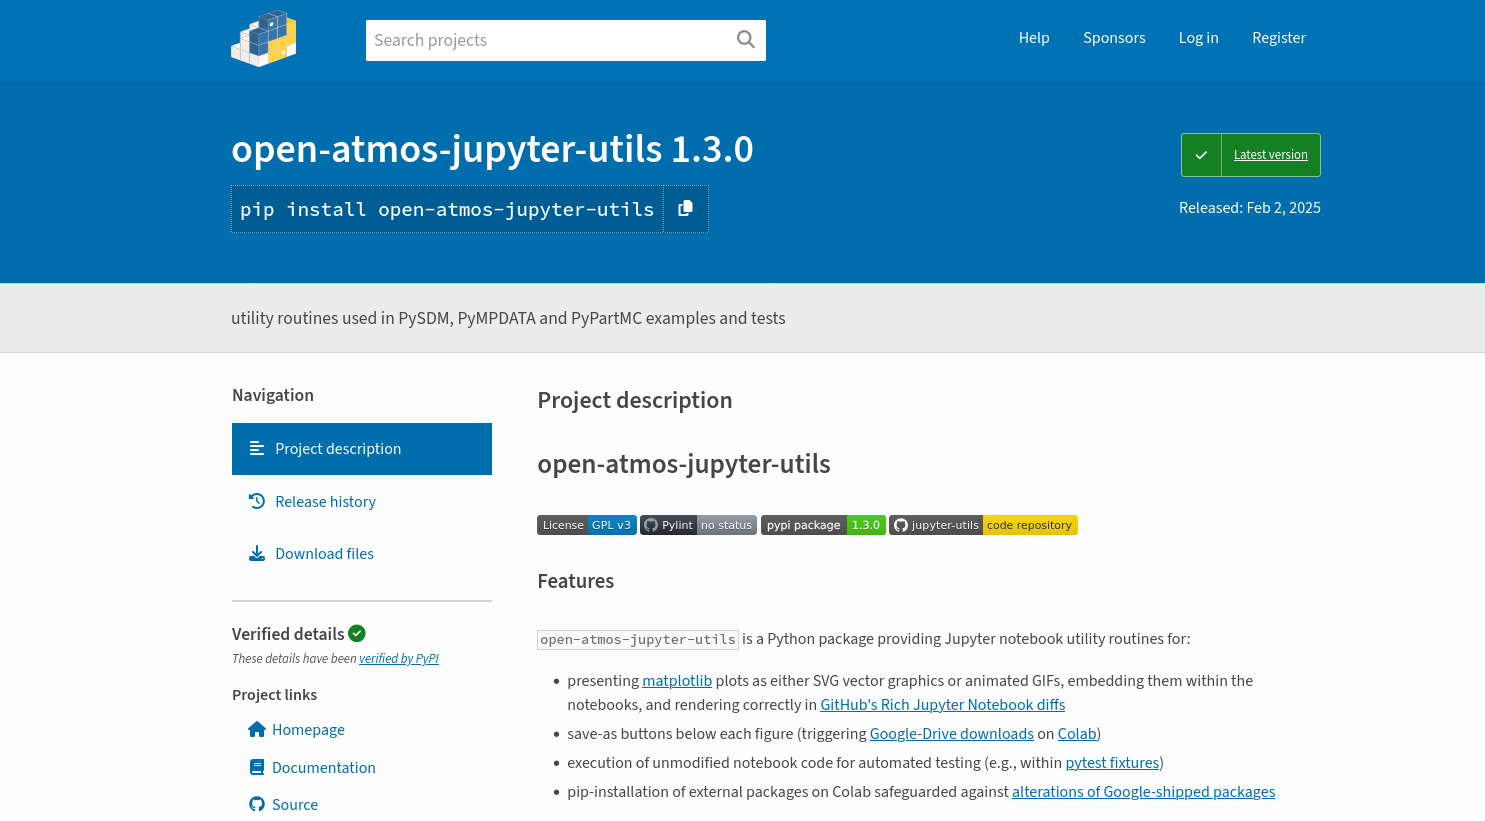 Search projects
Help
Sponsors
Log in
Register
open-atmos-jupyter-utils 1.3.0
pip install open-atmos-jupyter-utils
Latest version
Released: Feb 2, 2025
utility routines used in PySDM, PyMPDATA and PyPartMC examples and tests
Navigation
Project description
Release history
Download files
Verified details
These details have been verified by PyPI
Project links
Homepage
Documentation
Source
Project description
open-atmos-jupyter-utils
License GPL v3
Pylint no status
pypi package 1.3.0
jupyter-utils code repository
Features
open-atmos-jupyter-utils is a Python package providing Jupyter notebook utility routines for:
• presenting matplotlib plots as either SVG vector graphics or animated GIFs, embedding them within the
notebooks, and rendering correctly in GitHub's Rich Jupyter Notebook diffs
• save-as buttons below each figure (triggering Google-Drive downloads on Colab)
• execution of unmodified notebook code for automated testing (e.g., within pytest fixtures)
• pip-installation of external packages on Colab safeguarded against alterations of Google-shipped packages